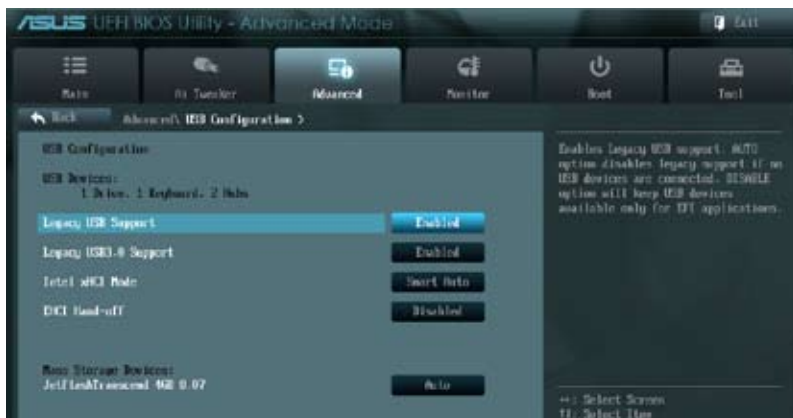 ASUS UEFI BIOS Utility - Advanced Mode
Exit
Main
Ai Tweaker
Advanced
Monitor
Boot
Tool
Back
Advanced\ USB Configuration >
USB Configuration
USB Devices:
1 Drive, 1 Keyboard, 2 Hubs
Legacy USB Support
Enabled
Legacy USB3.0 Support
Enabled
Intel xHCI Mode
Smart Auto
EHCI Hand-off
Disabled
Mass Storage Devices:
JetFlashTranscend 4GB 8.07
Auto
Enables Legacy USB support. AUTO
option disables legacy support if no
USB devices are connected. DISABLE
option will keep USB devices
available only for EFI applications.
→←: Select Screen
↑↓: Select Item